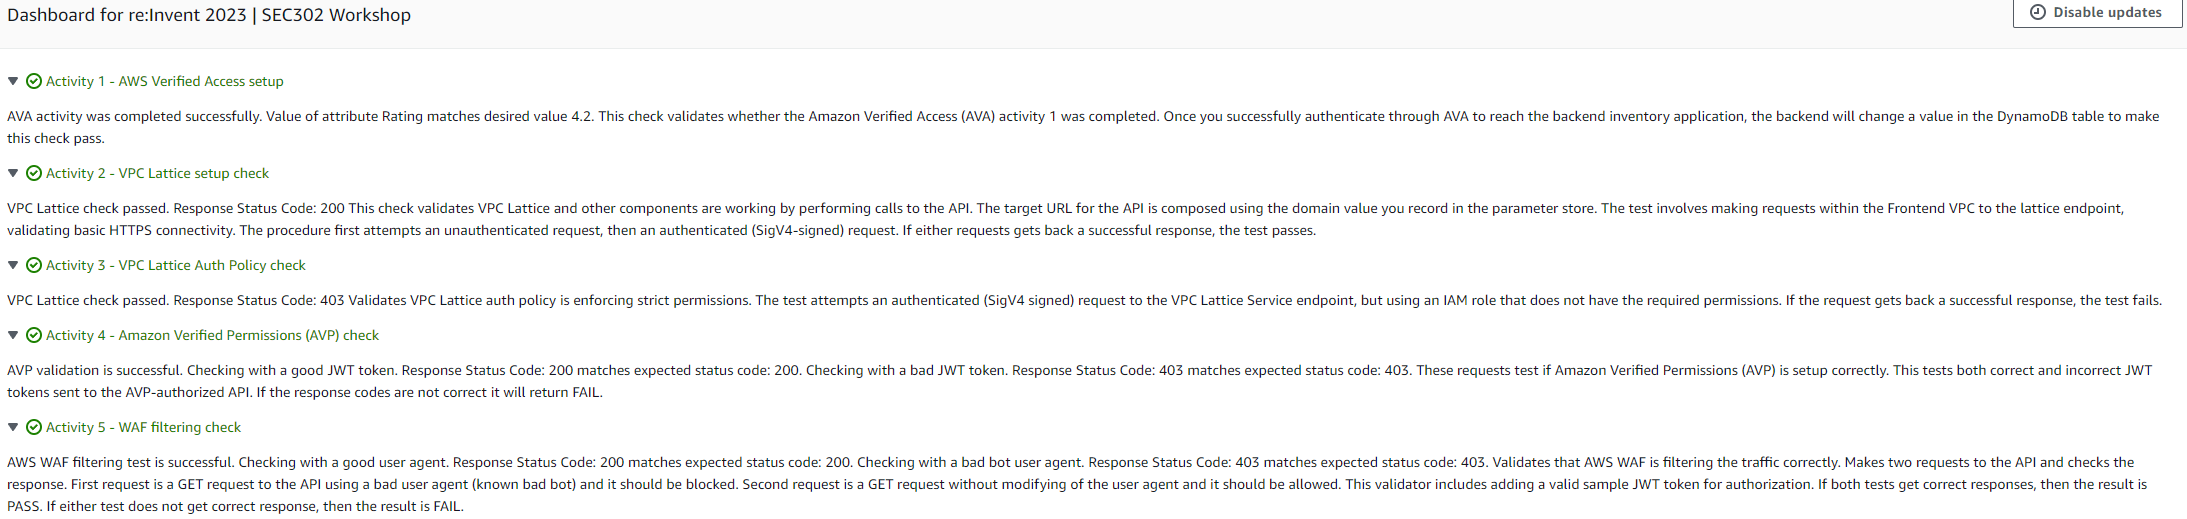 Dashboard for re:Invent 2023 | SEC302 Workshop
Disable updates
Activity 1 - AWS Verified Access setup
AVA activity was completed successfully. Value of attribute Rating matches desired value 4.2. This check validates whether the Amazon Verified Access (AVA) activity 1 was completed. Once you successfully authenticate through AVA to reach the backend inventory application, the backend will change a value in the DynamoDB table to make
this check pass.
Activity 2 - VPC Lattice setup check
VPC Lattice check passed. Response Status Code: 200 This check validates VPC Lattice and other components are working by performing calls to the API. The target URL for the API is composed using the domain value you record in the parameter store. The test involves making requests within the Frontend VPC to the lattice endpoint,
validating basic HTTPS connectivity. The procedure first attempts an unauthenticated request, then an authenticated (SigV4-signed) request. If either requests gets back a successful response, the test passes.
Activity 3 - VPC Lattice Auth Policy check
VPC Lattice check passed. Response Status Code: 403 Validates VPC Lattice auth policy is enforcing strict permissions. The test attempts an authenticated (SigV4 signed) request to the VPC Lattice Service endpoint, but using an IAM role that does not have the required permissions. If the request gets back a successful response, the test fails.
Activity 4 - Amazon Verified Permissions (AVP) check
AVP validation is successful. Checking with a good JWT token. Response Status Code: 200 matches expected status code: 200. Checking with a bad JWT token. Response Status Code: 403 matches expected status code: 403. These requests test if Amazon Verified Permissions (AVP) is setup correctly. This tests both correct and incorrect JWT
tokens sent to the AVP-authorized API. If the response codes are not correct it will return FAIL.
Activity 5 - WAF filtering check
AWS WAF filtering test is successful. Checking with a good user agent. Response Status Code: 200 matches expected status code: 200. Checking with a bad bot user agent. Response Status Code: 403 matches expected status code: 403. Validates that AWS WAF is filtering the traffic correctly. Makes two requests to the API and checks the
response. First request is a GET request to the API using a bad user agent (known bad bot) and it should be blocked. Second request is a GET request without modifying of the user agent and it should be allowed. This validator includes adding a valid sample JWT token for authorization. If both tests get correct responses, then the result is
PASS. If either test does not get correct response, then the result is FAIL.